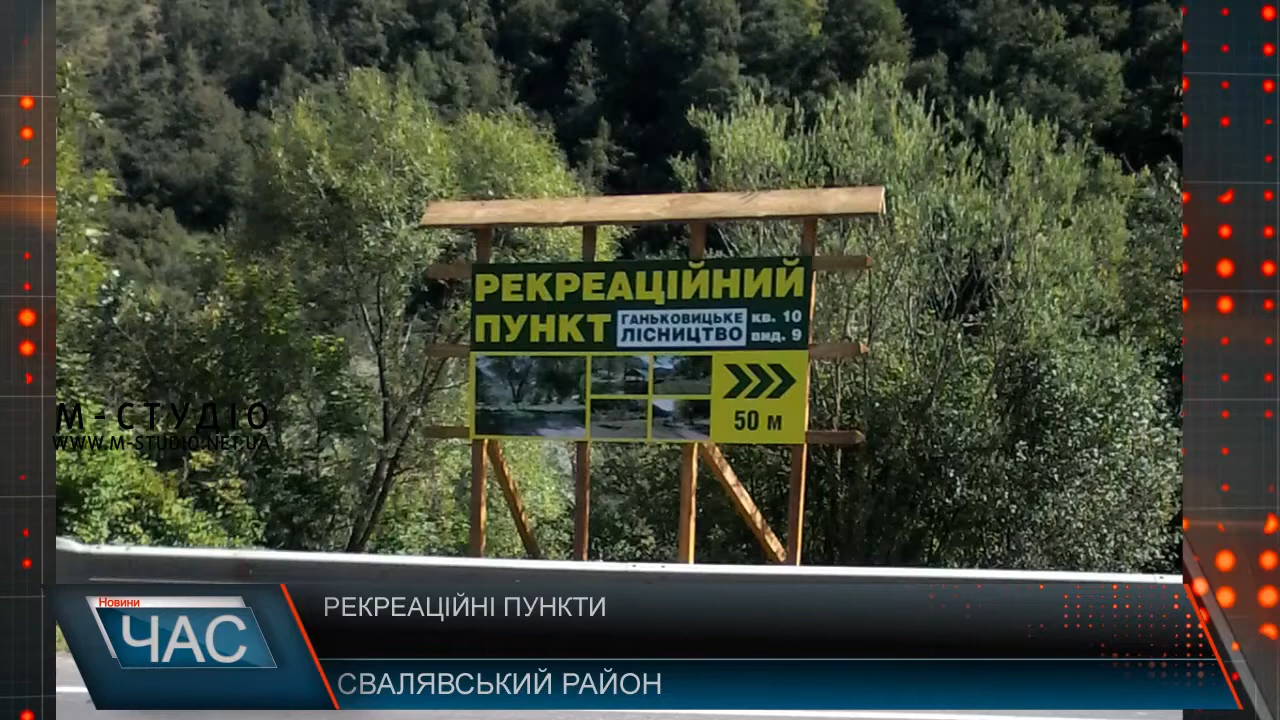 РЕКРЕАЦІЙНИЙ
ПУНКТ ГАНЬКОВИЦЬКЕ ЛІСНИЦТВО кв. 10 вид. 9
50 м
М-СТУДІО
WWW.M-STUDIO.NET.UA
Новини
ЧАС
РЕКРЕАЦІЙНІ ПУНКТИ
СВАЛЯВСЬКИЙ РАЙОН